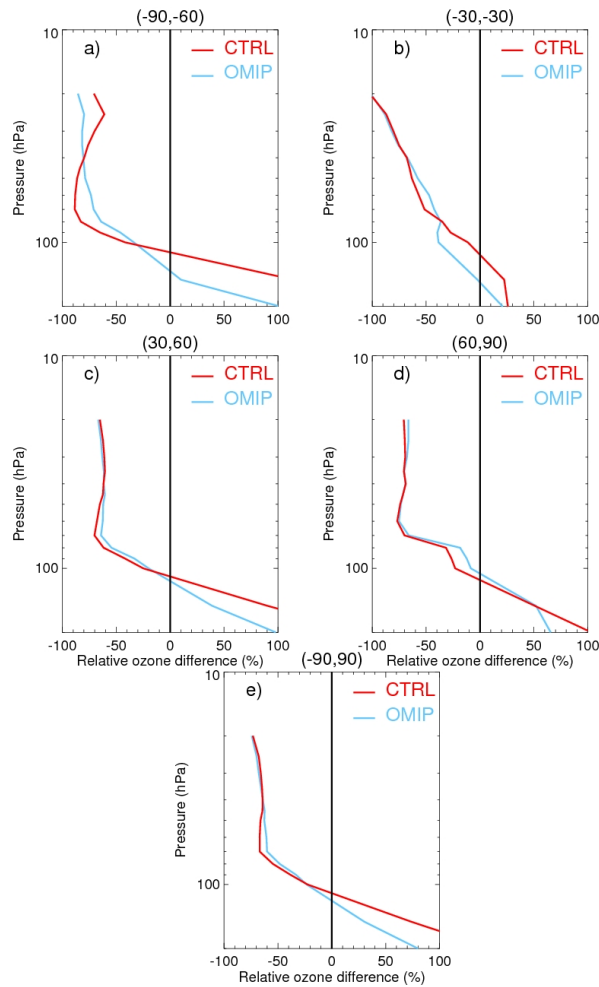 (-90,-60)
10
a)
CTRL
OMIP
Pressure (hPa)
100
-100 -50 0 50 100
(-30,-30)
10
b)
CTRL
OMIP
Pressure (hPa)
100
-100 -50 0 50 100
(30,60)
10
c)
CTRL
OMIP
Pressure (hPa)
100
-100 -50 0 50 100
Relative ozone difference (%)
(60,90)
10
d)
CTRL
OMIP
Pressure (hPa)
100
-100 -50 0 50 100
Relative ozone difference (%)
(-90,90)
10
e)
CTRL
OMIP
Pressure (hPa)
100
-100 -50 0 50 100
Relative ozone difference (%)